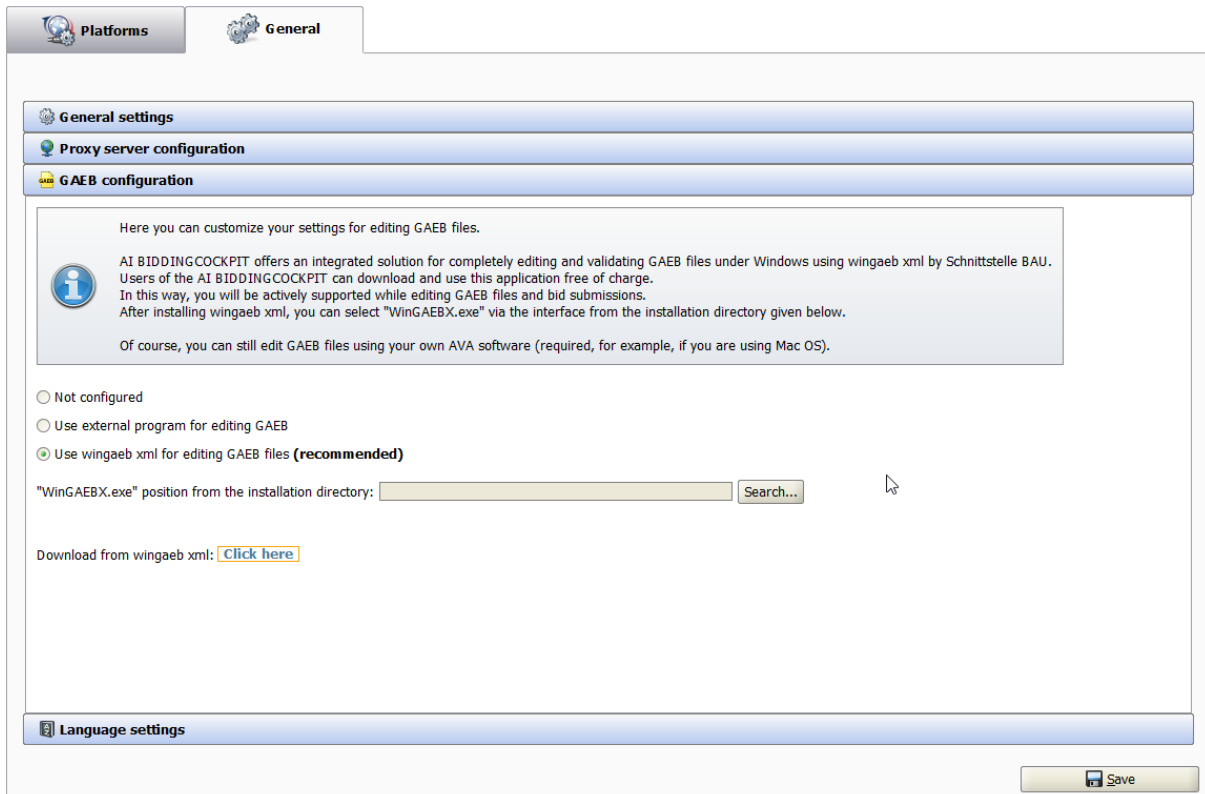 Platforms
General
General settings
Proxy server configuration
GAEB
GAEB configuration
Here you can customize your settings for editing GAEB files.
AI BIDDINGCOCKPIT offers an integrated solution for completely editing and validating GAEB files under Windows using wingaeb xml by Schnittstelle BAU.
Users of the AI BIDDINGCOCKPIT can download and use this application free of charge.
In this way, you will be actively supported while editing GAEB files and bid submissions.
After installing wingaeb xml, you can select "WinGAEBX.exe" via the interface from the installation directory given below.
Of course, you can still edit GAEB files using your own AVA software (required, for example, if you are using Mac OS).
Not configured
Use external program for editing GAEB
Use wingaeb xml for editing GAEB files (recommended)
"WinGAEBX.exe" position from the installation directory: Search...
Download from wingaeb xml: Click here
Language settings
Save